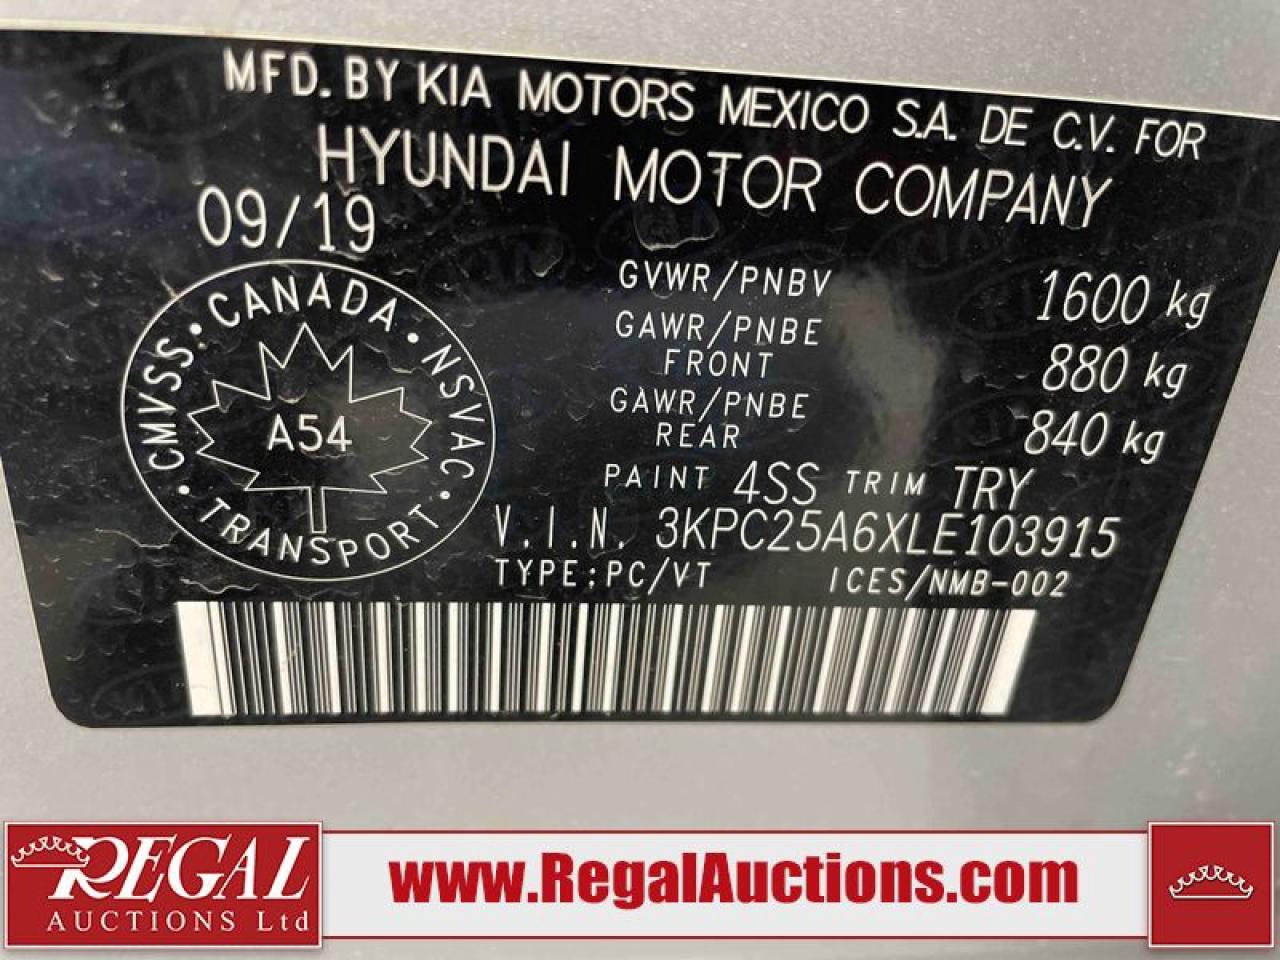 MFD. BY KIA MOTORS MEXICO S.A. DE C.V. FOR
HYUNDAI MOTOR COMPANY
09/19
GVWR/PNBV 1600 kg
GAWR/PNBE FRONT 880 kg
GAWR/PNBE REAR 840 kg
PAINT 4SS TRIM TRY
V.I.N. 3KPC25A6XLE103915
TYPE:PC/VT ICES/NMB-002
CMVSS • CANADA • NSVAC • TRANSPORT •
A54
REGAL
AUCTIONS Ltd
www.RegalAuctions.com